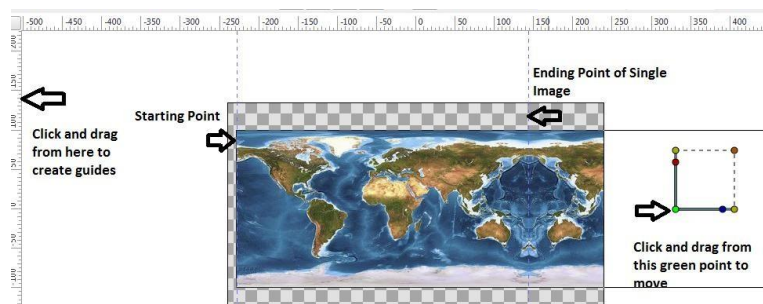 -500 -450 -400 -350 -300 -250 -200 -150 -100 -50 0 50 100 150 200 250 300 350 400
Ending Point of Single
Image
Starting Point
Click and drag
from here to
create guides
Click and drag from
this green point to
move